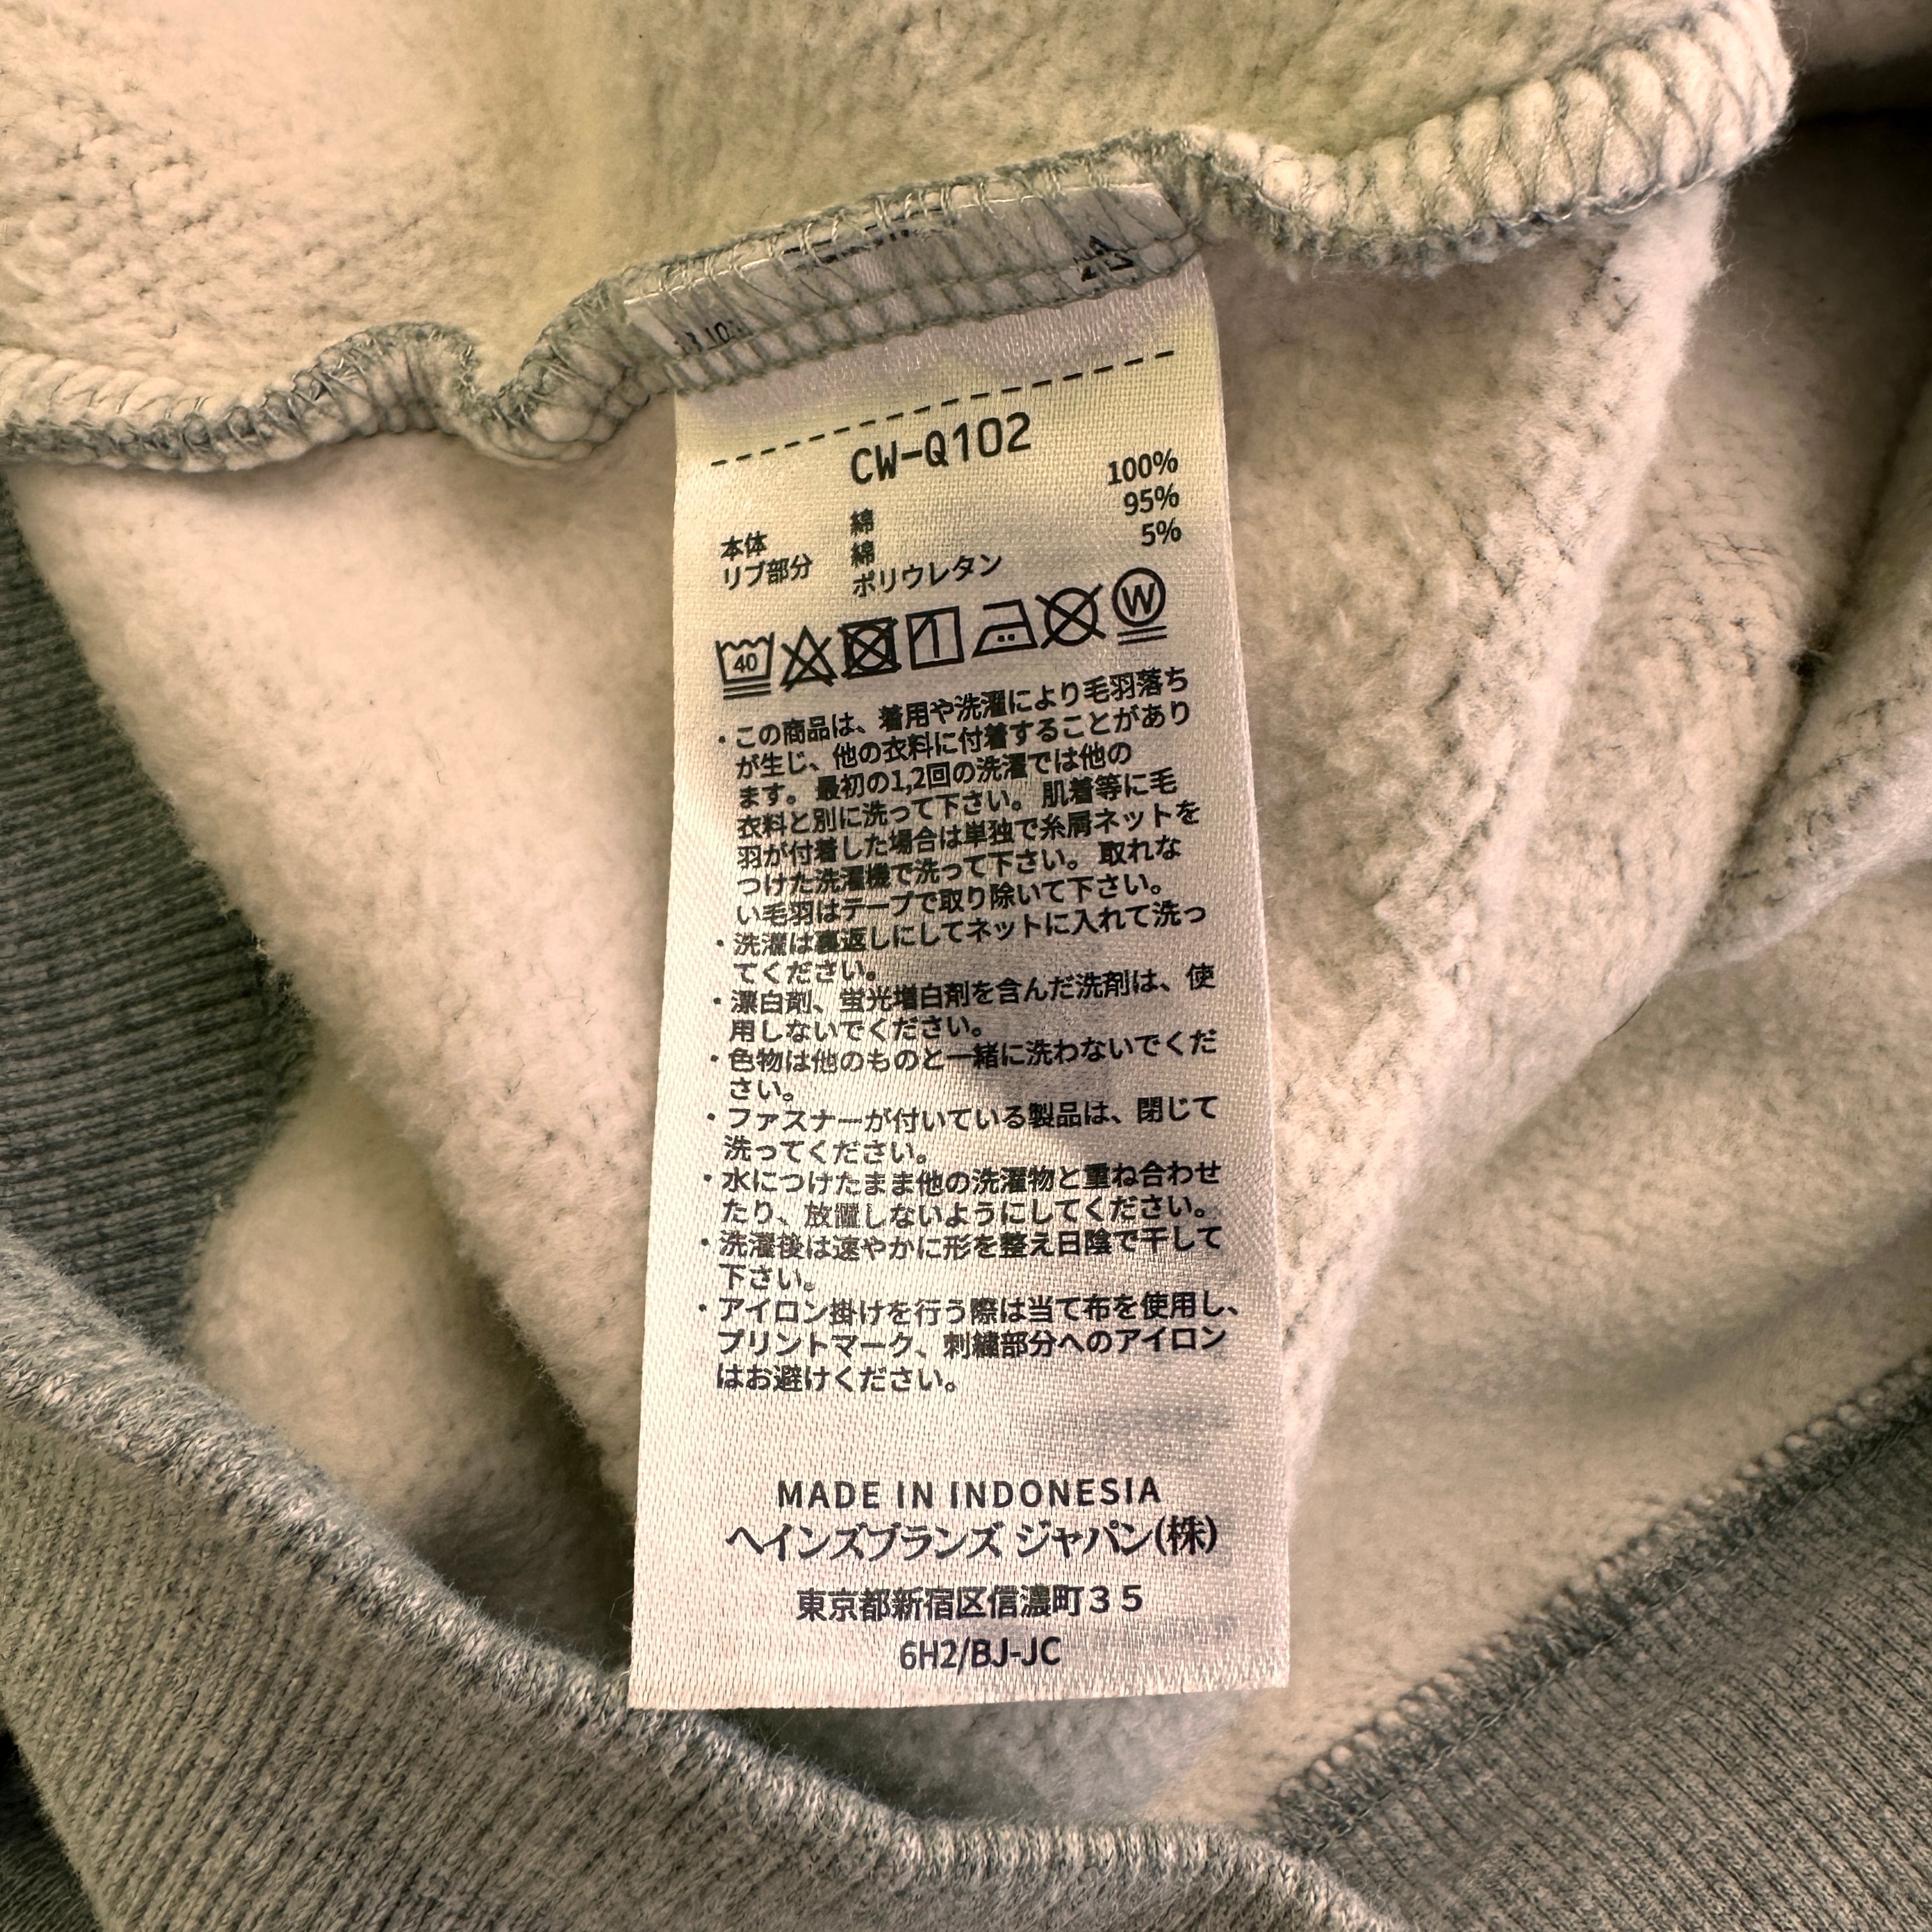 CW-Q102
本体 綿 100%
リブ部分 綿 95%
ポリウレタン 5%
40
W
・この商品は、着用や洗濯により毛羽落ち
が生じ、他の衣料に付着することがあり
ます。最初の1,2回の洗濯では他の
衣料と別に洗って下さい。肌着等に毛
羽が付着した場合は単独で糸屑ネットを
つけた洗濯機で洗って下さい。取れな
い毛羽はテープで取り除いて下さい。
・洗濯は裏返しにしてネットに入れて洗っ
てください。
・漂白剤、蛍光増白剤を含んだ洗剤は、使
用しないでください。
・色物は他のものと一緒に洗わないでくだ
さい。
・ファスナーが付いている製品は、閉じて
洗ってください。
・水につけたまま他の洗濯物と重ね合わせ
たり、放置しないようにしてください。
・洗濯後は速やかに形を整え日陰で干して
下さい。
・アイロン掛けを行う際は当て布を使用し、
プリントマーク、刺繍部分へのアイロン
はお避けください。
MADE IN INDONESIA
ヘインズブランズ ジャパン(株)
東京都新宿区信濃町35
6H2/BJ-JC